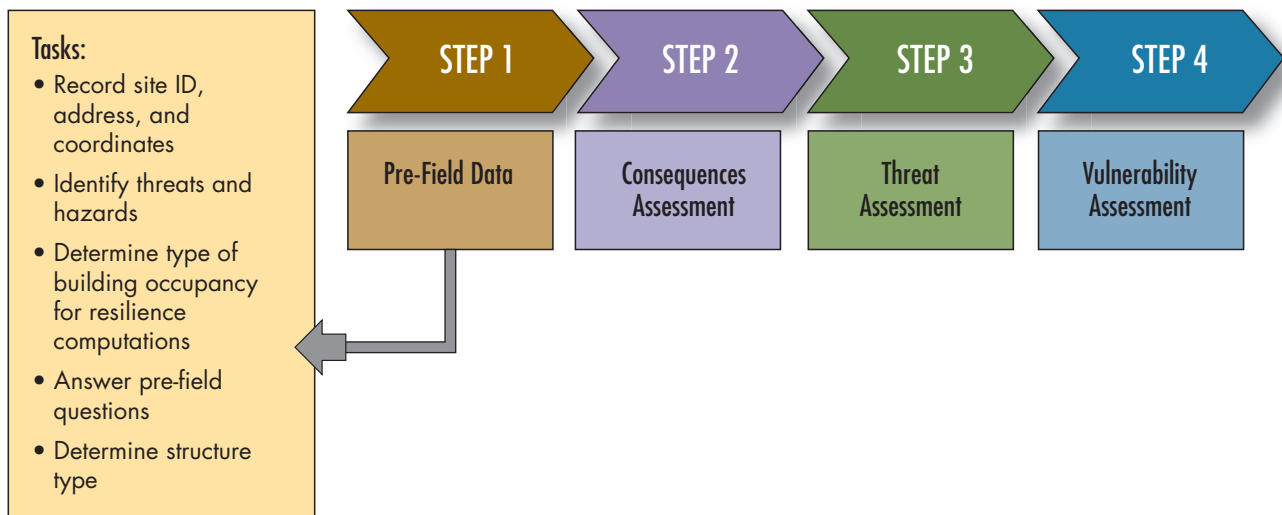 Tasks:
• Record site ID,
address, and
coordinates
• Identify threats and
hazards
• Determine type of
building occupancy
for resilience
computations
• Answer pre-field
questions
• Determine structure
type
STEP 1
STEP 2
STEP 3
STEP 4
Pre-Field Data
Consequences
Assessment
Threat
Assessment
Vulnerability
Assessment